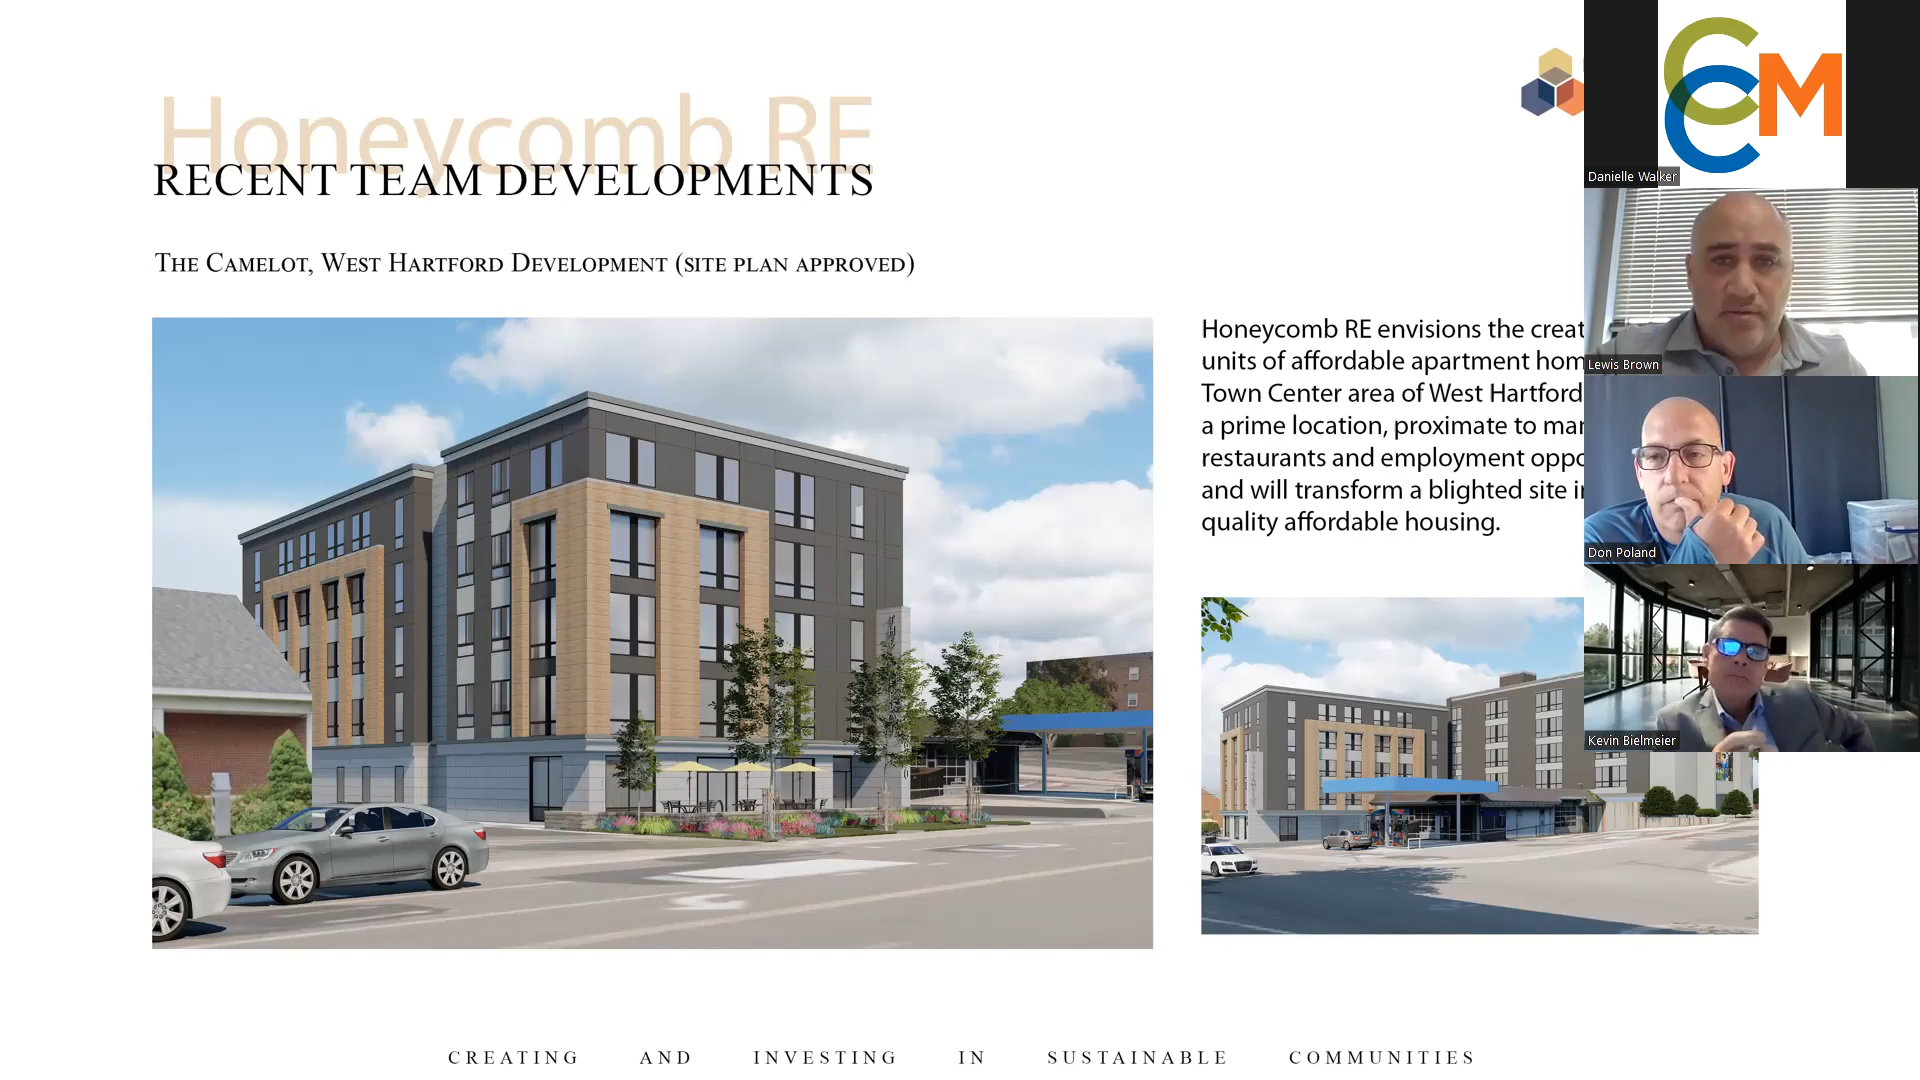 Honeycomb RE
RECENT TEAM DEVELOPMENTS
The Camelot, West Hartford Development (site plan approved)
Honeycomb RE envisions the creat
units of affordable apartment hom
Town Center area of West Hartford
a prime location, proximate to mar
restaurants and employment oppo
and will transform a blighted site in
quality affordable housing.
CREATING AND INVESTING IN SUSTAINABLE COMMUNITIES
CCM
Danielle Walker
Lewis Brown
Don Poland
Kevin Bielmeier